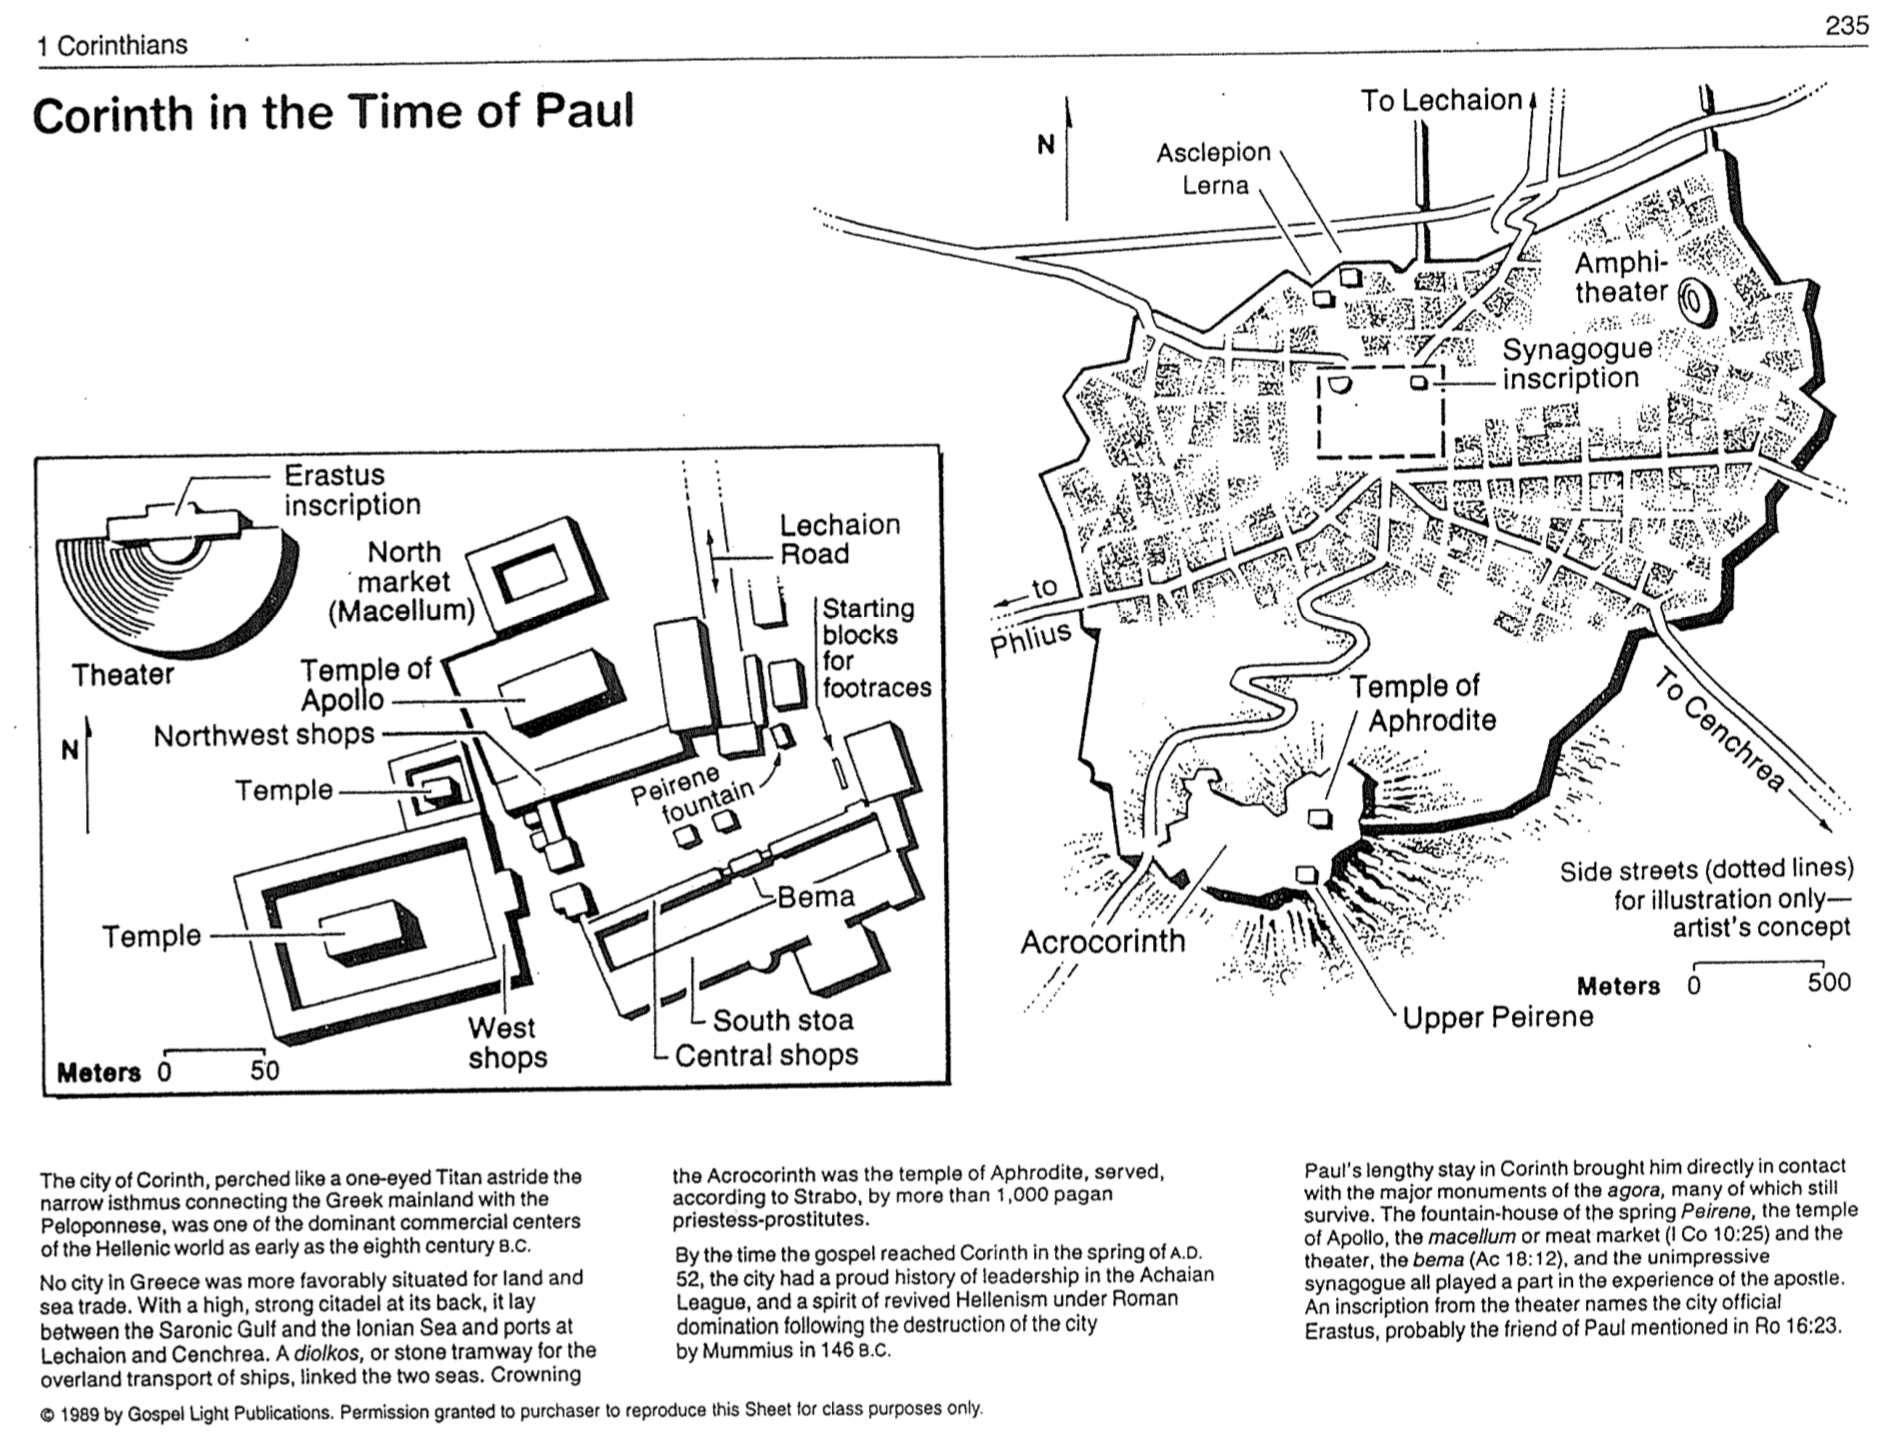 1 Corinthians
235
Corinth in the Time of Paul
N
To Lechaion
Asclepion
Lerna
Amphi-
theater
Synagogue
inscription
to
Phlius
Temple of
Aphrodite
To Cenchrea
Acrocorinth
Upper Peirene
Side streets (dotted lines)
for illustration only—
artist's concept
Meters 0 500
Erastus
inscription
Theater
North
market
(Macellum)
Lechaion
Road
Starting
blocks
for
footraces
Temple of
Apollo
Northwest shops
N
Temple
Peirene
fountain
Temple
Bema
West
shops
South stoa
Central shops
Meters 0 50
The city of Corinth, perched like a one-eyed Titan astride the
narrow isthmus connecting the Greek mainland with the
Peloponnese, was one of the dominant commercial centers
of the Hellenic world as early as the eighth century B.C.
No city in Greece was more favorably situated for land and
sea trade. With a high, strong citadel at its back, it lay
between the Saronic Gulf and the Ionian Sea and ports at
Lechaion and Cenchrea. A diolkos, or stone tramway for the
overland transport of ships, linked the two seas. Crowning
the Acrocorinth was the temple of Aphrodite, served,
according to Strabo, by more than 1,000 pagan
priestess-prostitutes.
By the time the gospel reached Corinth in the spring of A.D.
52, the city had a proud history of leadership in the Achaian
League, and a spirit of revived Hellenism under Roman
domination following the destruction of the city
by Mummius in 146 B.C.
Paul's lengthy stay in Corinth brought him directly in contact
with the major monuments of the agora, many of which still
survive. The fountain-house of the spring Peirene, the temple
of Apollo, the macellum or meat market (I Co 10:25) and the
theater, the bema (Ac 18:12), and the unimpressive
synagogue all played a part in the experience of the apostle.
An inscription from the theater names the city official
Erastus, probably the friend of Paul mentioned in Ro 16:23.
© 1989 by Gospel Light Publications. Permission granted to purchaser to reproduce this Sheet for class purposes only.